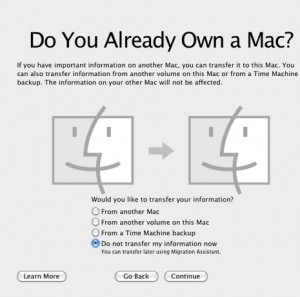 Do You Already Own a Mac?
If you have important information on another Mac, you can transfer it to this Mac. You
can also transfer information from another volume on this Mac or from a Time Machine
backup. The information on your other Mac will not be affected.
Would you like to transfer your information?
From another Mac
From another volume on this Mac
From a Time Machine backup
Do not transfer my information now
You can transfer later using Migration Assistant.
Learn More
Go Back
Continue